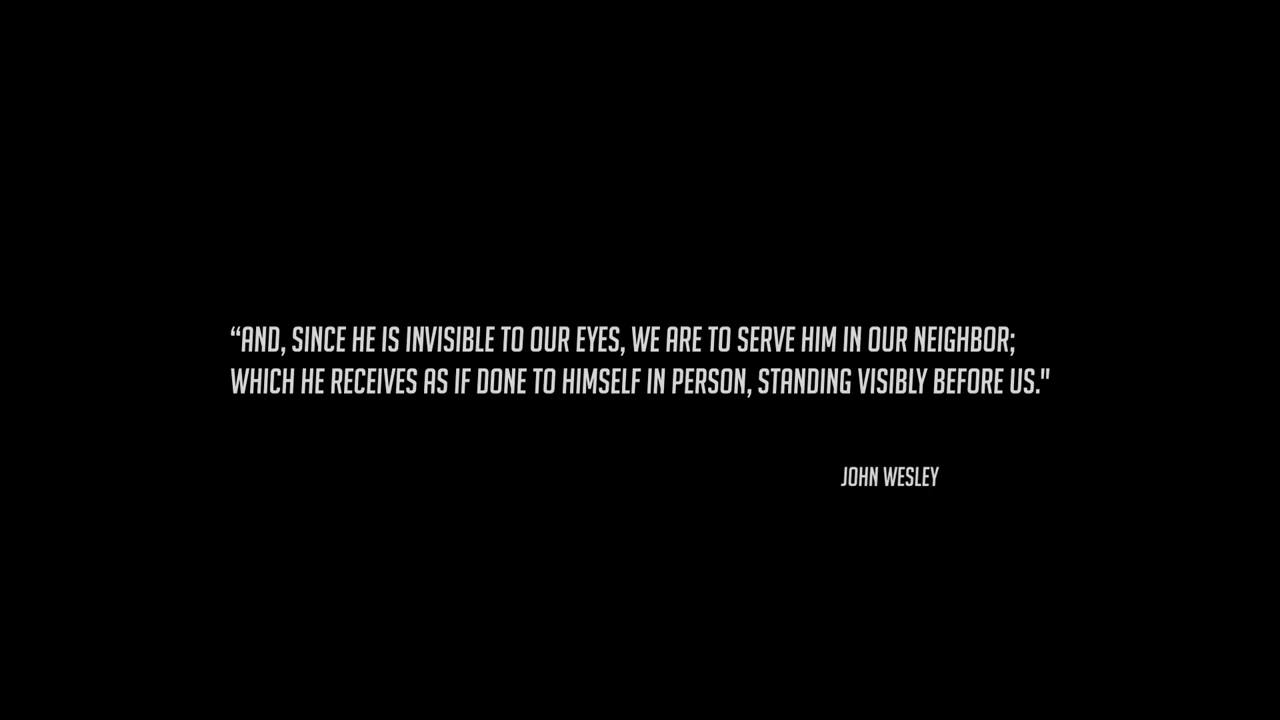 “AND, SINCE HE IS INVISIBLE TO OUR EYES, WE ARE TO SERVE HIM IN OUR NEIGHBOR;
WHICH HE RECEIVES AS IF DONE TO HIMSELF IN PERSON, STANDING VISIBLY BEFORE US."
JOHN WESLEY